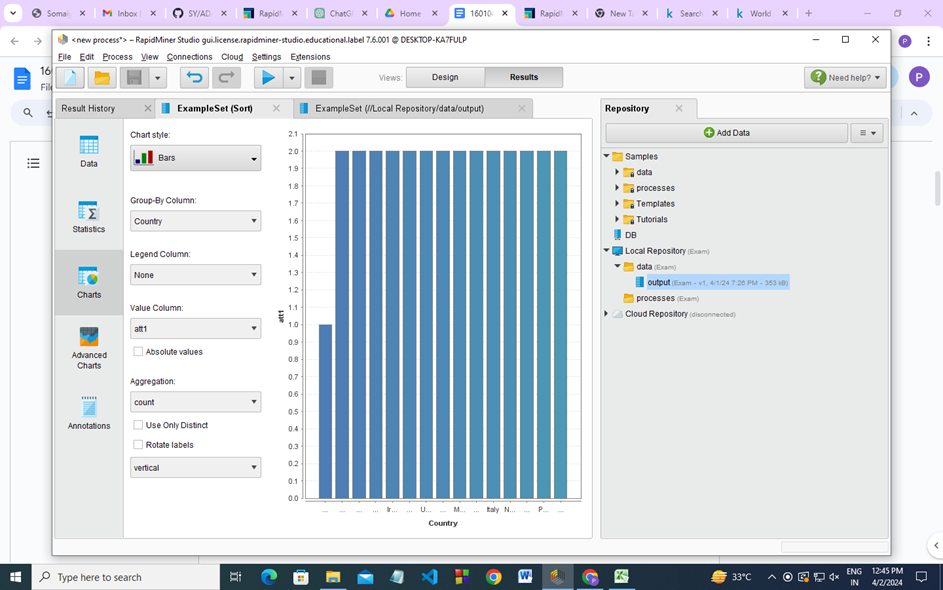 Somai
Inbox (
SY/AD
RapidM
ChatGI
Home
16010
RapidM
New T
Search
World
<new process*> – RapidMiner Studio gui.license.rapidminer-studio.educational.label 7.6.001 @ DESKTOP-KA7FULP
File Edit Process View Connections Cloud Settings Extensions
Views: Design Results
Need help?
P
16
File
Result History
ExampleSet (Sort)
ExampleSet (//Local Repository/data/output)
Data
Statistics
Charts
Advanced
Charts
Annotations
Chart style:
Bars
Group-By Column:
Country
Legend Column:
None
Value Column:
att1
Absolute values
Aggregation:
count
Use Only Distinct
Rotate labels
vertical
2.1
2.0
1.9
1.8
1.7
1.6
1.5
1.4
1.3
1.2
1.1
1.0
0.9
0.8
0.7
0.6
0.5
0.4
0.3
0.2
0.1
0.0
att1
... ... ... ... Ir... ... U... ... M... ... Italy N... ... P... ...
Country
Repository
Add Data
Samples
data
processes
Templates
Tutorials
DB
Local Repository (Exam)
data (Exam)
output (Exam - v1, 4/1/24 7:26 PM - 353 kB)
processes (Exam)
Cloud Repository (disconnected)
Type here to search
33°C
ENG
IN
12:45 PM
4/2/2024